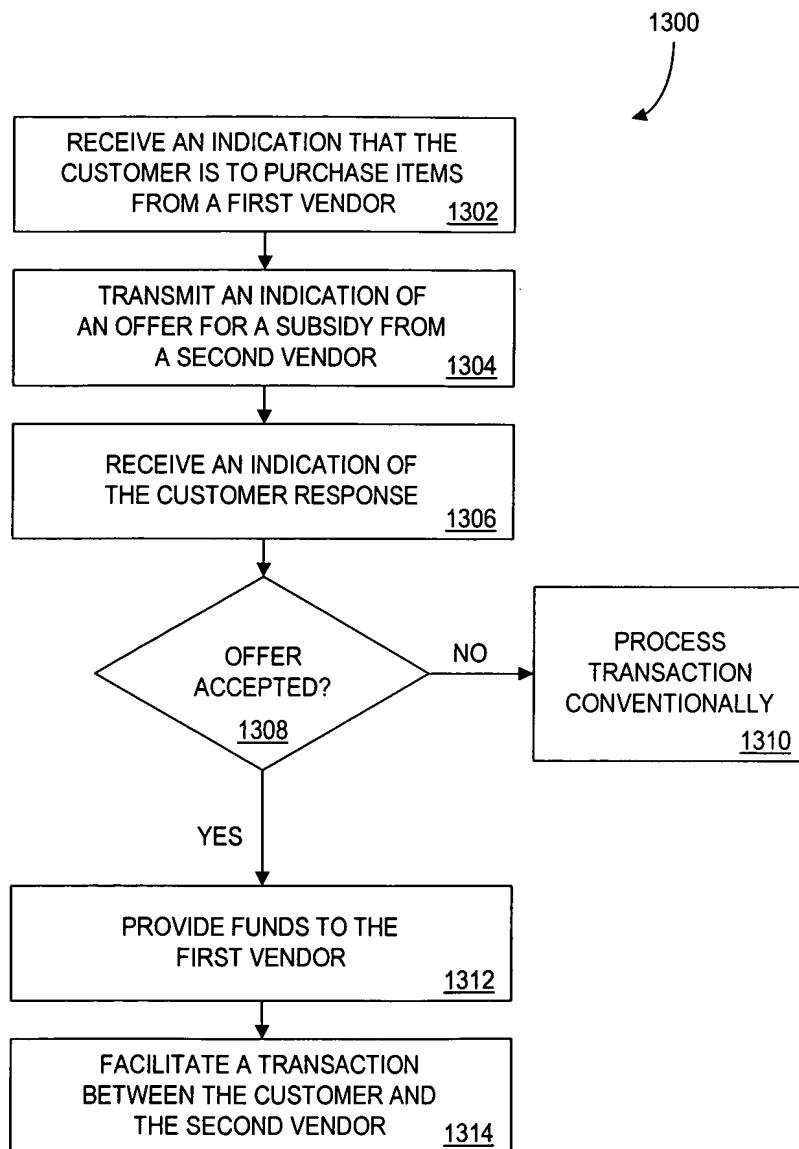 1300
RECEIVE AN INDICATION THAT THE
CUSTOMER IS TO PURCHASE ITEMS
FROM A FIRST VENDOR
1302
TRANSMIT AN INDICATION OF
AN OFFER FOR A SUBSIDY FROM
A SECOND VENDOR
1304
RECEIVE AN INDICATION OF
THE CUSTOMER RESPONSE
1306
OFFER
ACCEPTED?
1308
NO
PROCESS
TRANSACTION
CONVENTIONALLY
1310
YES
PROVIDE FUNDS TO THE
FIRST VENDOR
1312
FACILITATE A TRANSACTION
BETWEEN THE CUSTOMER AND
THE SECOND VENDOR
1314